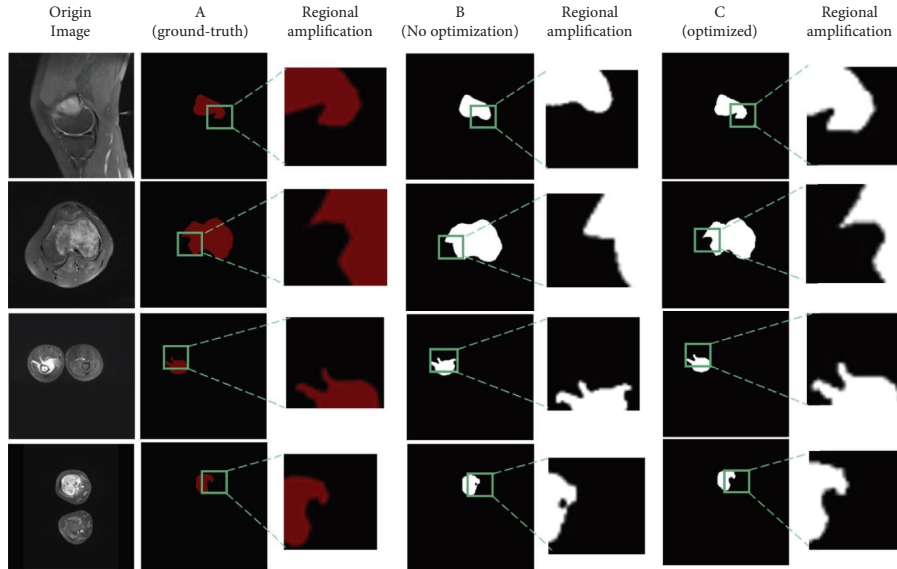 Origin
Image
A
(ground-truth)
Regional
amplification
B
(No optimization)
Regional
amplification
C
(optimized)
Regional
amplification